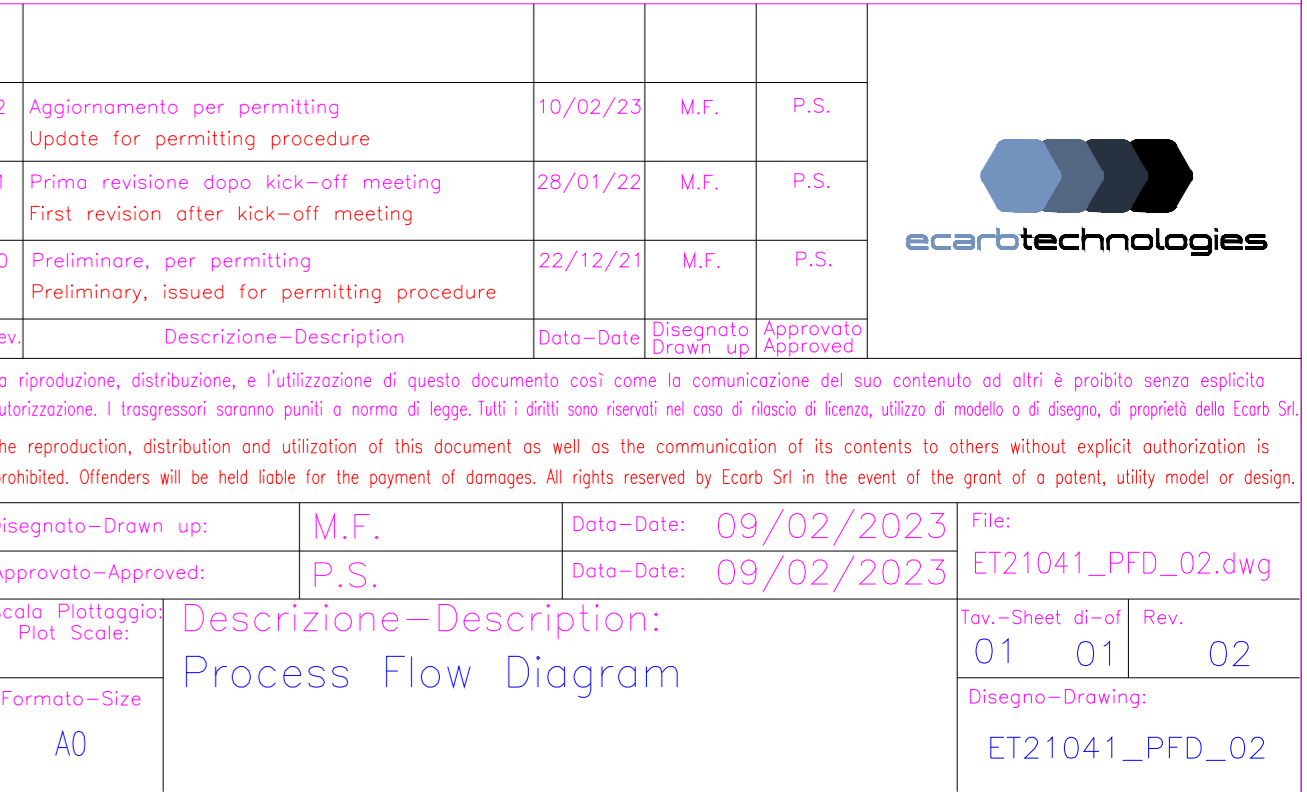 2 Aggiornamento per permitting 10/02/23 M.F. P.S.
Update for permitting procedure
1 Prima revisione dopo kick-off meeting 28/01/22 M.F. P.S.
First revision after kick-off meeting
0 Preliminare, per permitting 22/12/21 M.F. P.S.
Preliminary, issued for permitting procedure
ev. Descrizione-Description Data-Date Disegnato Approvato
Drawn up Approved
ecarbtechnologies
a riproduzione, distribuzione, e l'utilizzazione di questo documento così come la comunicazione del suo contenuto ad altri è proibito senza esplicita
utorizzazione. I trasgressori saranno puniti a norma di legge. Tutti i diritti sono riservati nel caso di rilascio di licenza, utilizzo di modello o di disegno, di proprietà della Ecarb Srl.
he reproduction, distribution and utilization of this document as well as the communication of its contents to others without explicit authorization is
prohibited. Offenders will be held liable for the payment of damages. All rights reserved by Ecarb Srl in the event of the grant of a patent, utility model or design.
Disegnato-Drawn up: M.F. Data-Date: 09/02/2023 File:
Approvato-Approved: P.S. Data-Date: 09/02/2023 ET21041_PFD_02.dwg
Scala Plottaggio: Descrizione-Description: Tav.-Sheet di-of Rev.
Plot Scale:
Process Flow Diagram 01 01 02
Formato-Size Disegno-Drawing:
A0 ET21041_PFD_02